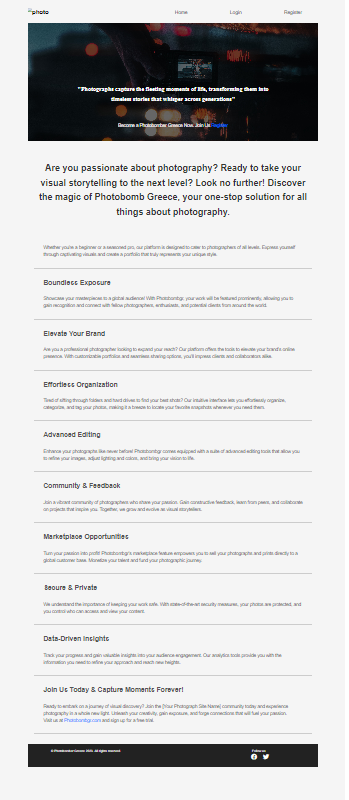 photo
Home
Login
Register
"Photographs capture the fleeting moments of life, transforming them into
timeless stories that whisper across generations"
Become a Photobomber Greece Now. Join Us Register
Are you passionate about photography? Ready to take your
visual storytelling to the next level? Look no further! Discover
the magic of Photobomb Greece, your one-stop solution for all
things about photography.
Whether you're a beginner or a seasoned pro, our platform is designed to cater to photographers of all levels. Express yourself
through captivating visuals and create a portfolio that truly represents your unique style.
Boundless Exposure
Showcase your masterpieces to a global audience! With Photobombgr, your work will be featured prominently, allowing you to
gain recognition and connect with fellow photographers, enthusiasts, and potential clients from around the world.
Elevate Your Brand
Are you a professional photographer looking to expand your reach? Our platform offers the tools to elevate your brand's online
presence. With customizable portfolios and seamless sharing options, you'll impress clients and collaborators alike.
Effortless Organization
Tired of sifting through folders and hard drives to find your best shots? Our intuitive interface lets you effortlessly organize,
categorize, and tag your photos, making it a breeze to locate your favorite snapshots whenever you need them.
Advanced Editing
Enhance your photographs like never before! Photobombgr comes equipped with a suite of advanced editing tools that allow you
to refine your images, adjust lighting and colors, and bring your vision to life.
Community & Feedback
Join a vibrant community of photographers who share your passion. Gain constructive feedback, learn from peers, and collaborate
on projects that inspire you. Together, we grow and evolve as visual storytellers.
Marketplace Opportunities
Turn your passion into profit! Photobombgr's marketplace feature empowers you to sell your photographs and prints directly to a
global customer base. Monetize your talent and fund your photographic journey.
Secure & Private
We understand the importance of keeping your work safe. With state-of-the-art security measures, your photos are protected, and
you control who can access and view your content.
Data-Driven Insights
Track your progress and gain valuable insights into your audience engagement. Our analytics tools provide you with the
information you need to refine your approach and reach new heights.
Join Us Today & Capture Moments Forever!
Ready to embark on a journey of visual discovery? Join the [Your Photograph Site Name] community today and experience
photography in a whole new light. Unleash your creativity, gain exposure, and forge connections that will fuel your passion.
Visit us at Photobombgr.com and sign up for a free trial.
© Photobomber Greece 2023. All rights reserved.
Follow us